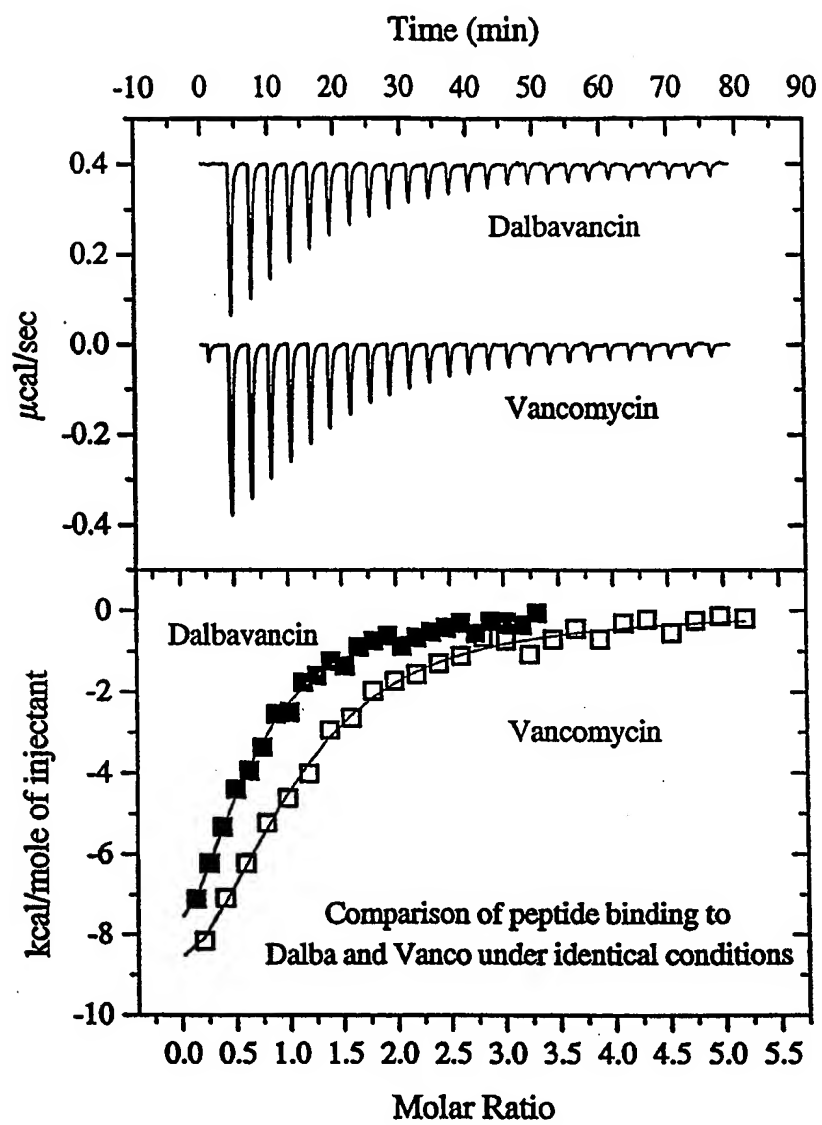 Time (min)
-10 0 10 20 30 40 50 60 70 80 90
0.4
Dalbavancin
0.2
µcal/sec
0.0
Vancomycin
-0.2
-0.4
0
Dalbavancin
-2
Vancomycin
-4
kcal/mole of injectant
-6
Comparison of peptide binding to
-8
Dalba and Vanco under identical conditions
-10
0.0 0.5 1.0 1.5 2.0 2.5 3.0 3.5 4.0 4.5 5.0 5.5
Molar Ratio